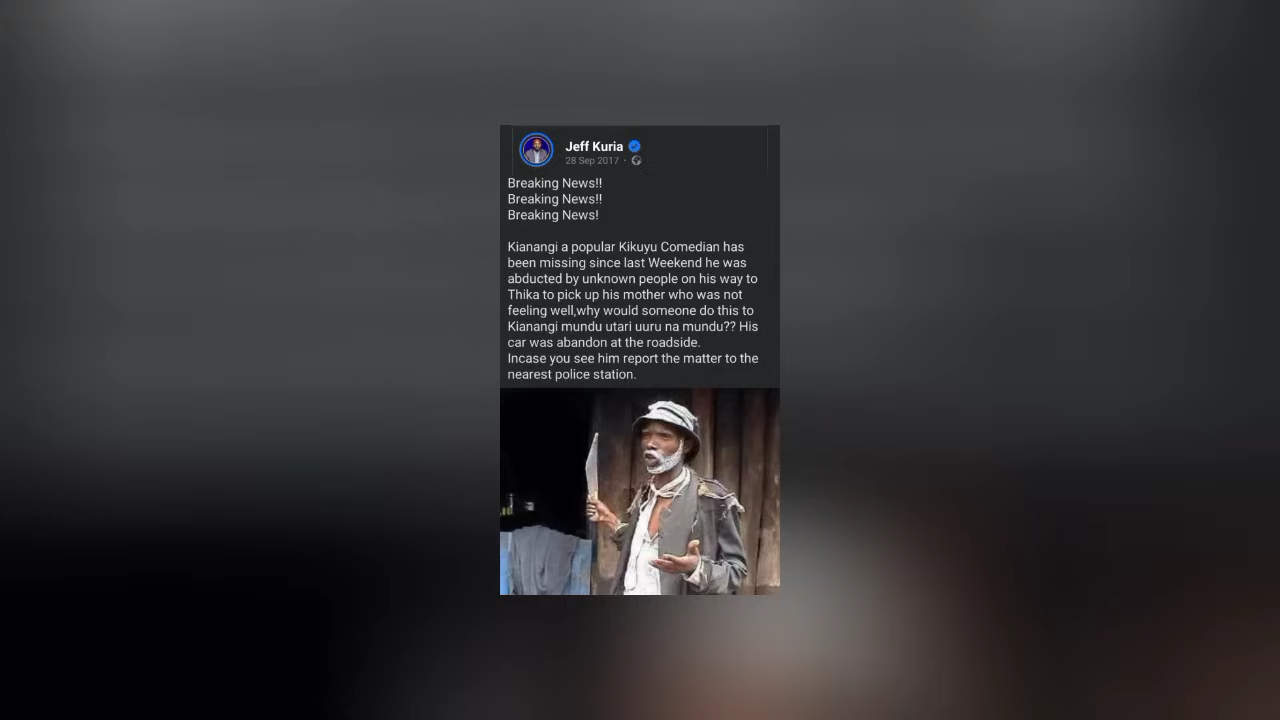 Jeff Kuria
28 Sep 2017 ·
Breaking News!!
Breaking News!!
Breaking News!
Kianangi a popular Kikuyu Comedian has
been missing since last Weekend he was
abducted by unknown people on his way to
Thika to pick up his mother who was not
feeling well,why would someone do this to
Kianangi mundu utari uuru na mundu?? His
car was abandon at the roadside.
Incase you see him report the matter to the
nearest police station.